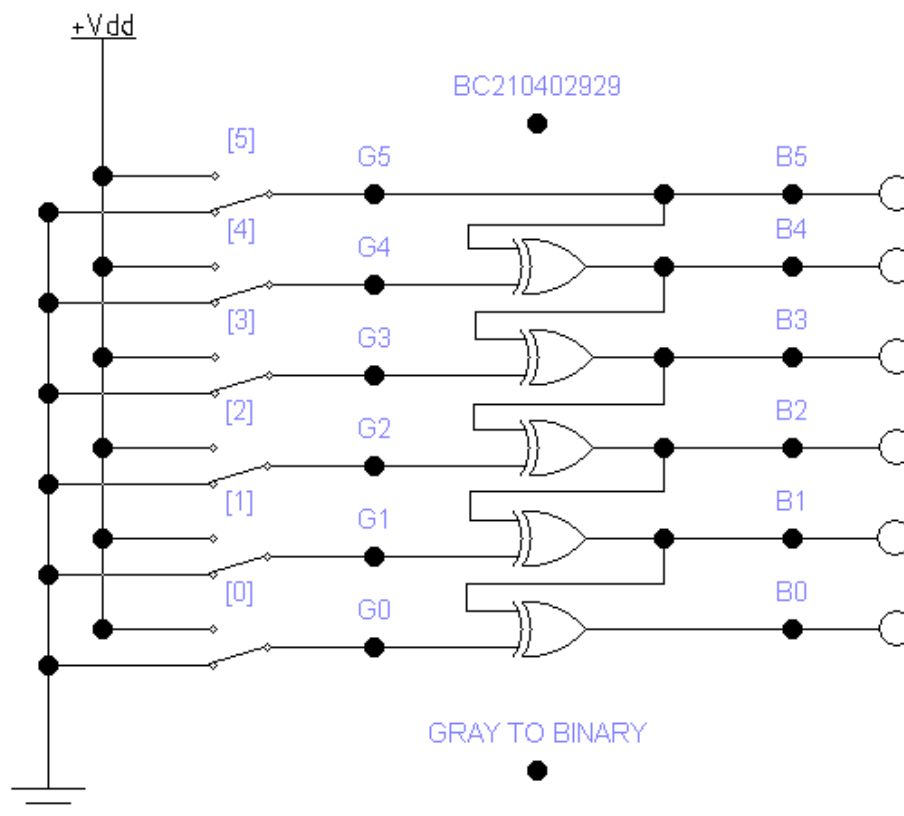 +Vdd
BC210402929
[5]
G5
B5
[4]
G4
B4
[3]
G3
B3
[2]
G2
B2
[1]
G1
B1
[0]
G0
B0
GRAY TO BINARY